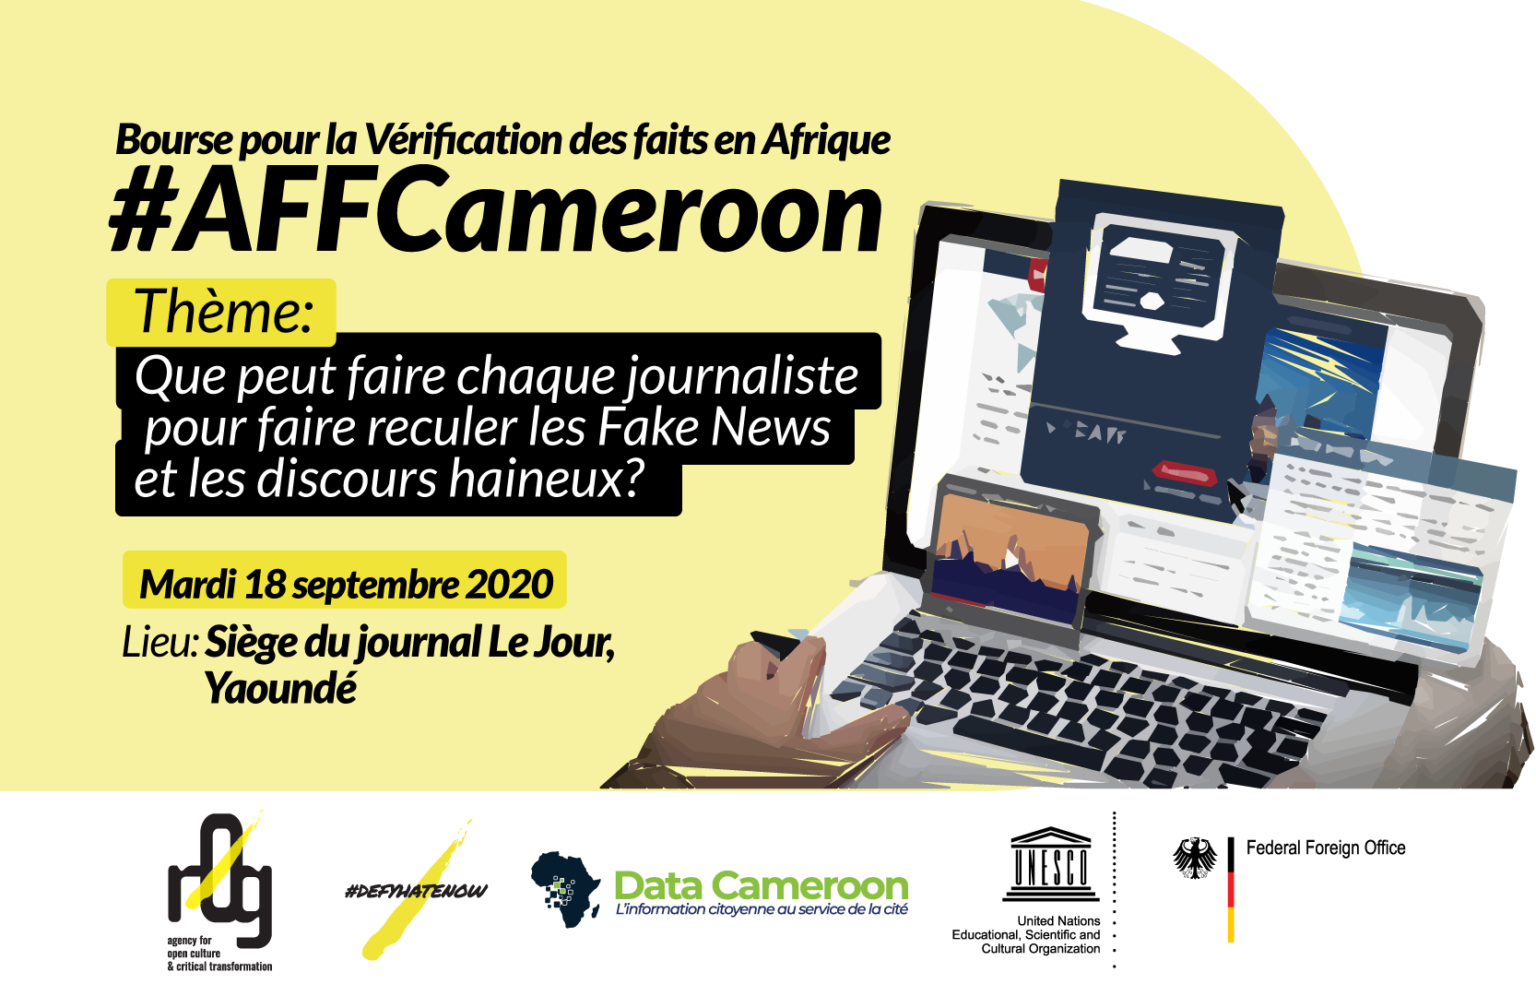 Bourse pour la Vérification des faits en Afrique
#AFFCameroon
Thème:
Que peut faire chaque journaliste
pour faire reculer les Fake News
et les discours haineux?
Mardi 18 septembre 2020
Lieu: Siège du journal Le Jour,
Yaoundé
r0g
agency for
open culture
& critical transformation
#DEFYHATENOW
Data Cameroon
L'information citoyenne au service de la cité
UNESCO
United Nations
Educational, Scientific and
Cultural Organization
Federal Foreign Office